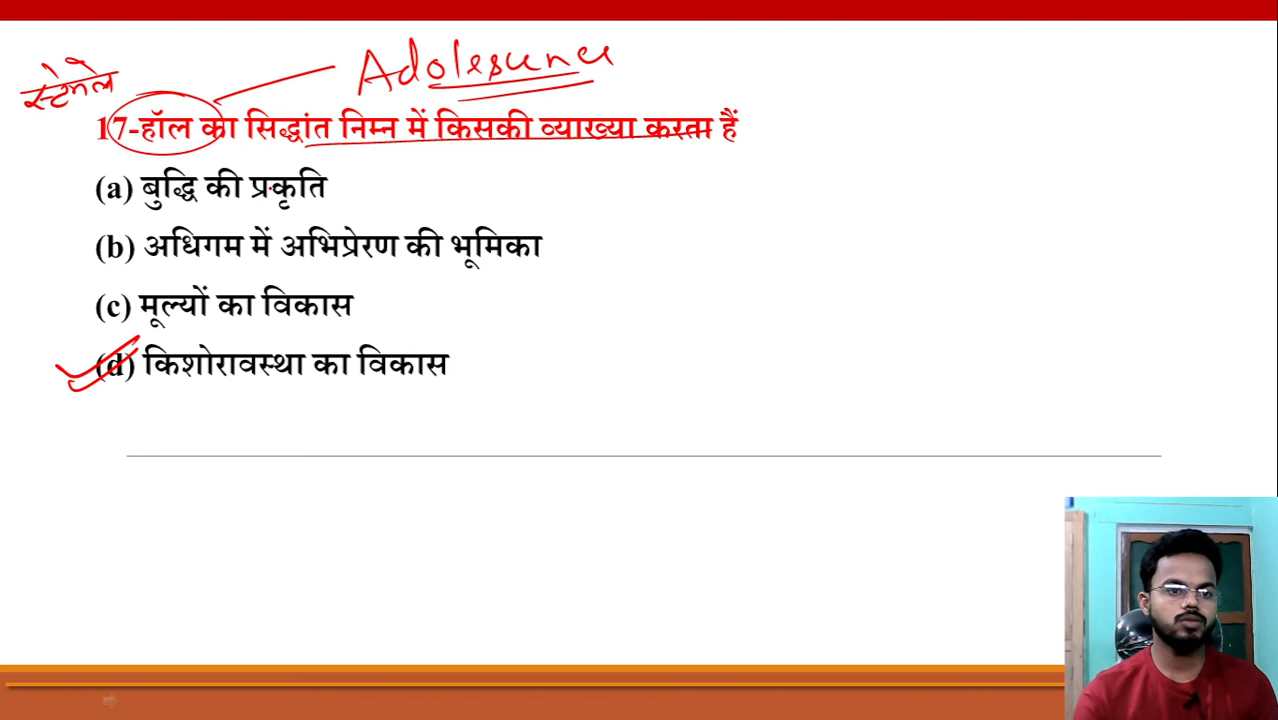 Adolescence
स्टेनले
17-हॉल का सिद्धांत निम्न में किसकी व्याख्या करता हैं
(a) बुद्धि की प्रकृति
(b) अधिगम में अभिप्रेरण की भूमिका
(c) मूल्यों का विकास
(d) किशोरावस्था का विकास